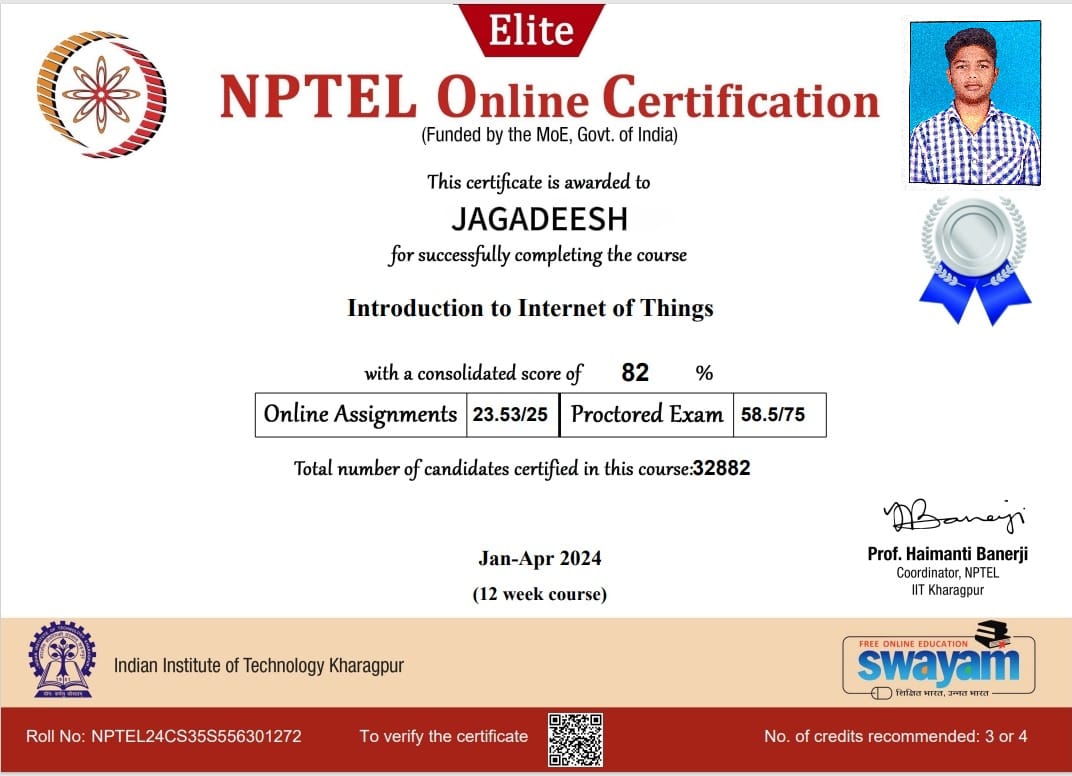 Elite
NPTEL Online Certification
(Funded by the MoE, Govt. of India)
This certificate is awarded to
JAGADEESH
for successfully completing the course
Introduction to Internet of Things
with a consolidated score of 82 %
Online Assignments 23.53/25 Proctored Exam 58.5/75
Total number of candidates certified in this course:32882
Prof. Haimanti Banerji
Coordinator, NPTEL
IIT Kharagpur
Jan-Apr 2024
(12 week course)
Indian Institute of Technology Kharagpur
FREE ONLINE EDUCATION
swayam
शिक्षित भारत, उन्नत भारत
Roll No: NPTEL24CS35S556301272 To verify the certificate No. of credits recommended: 3 or 4